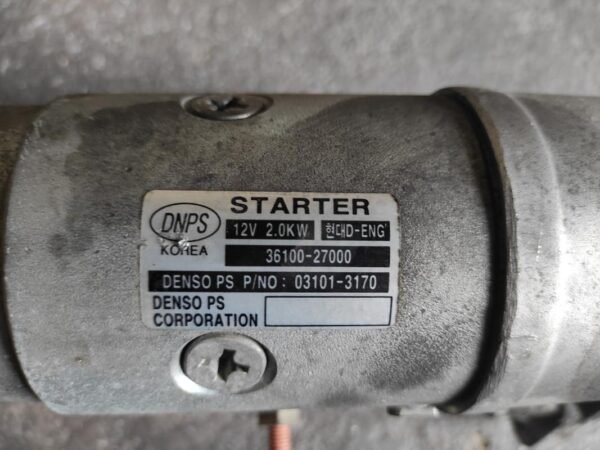 STARTER
DNPS
KOREA
12V 2.0KW 현대D-ENG'
36100-27000
DENSO PS P/NO: 03101-3170
DENSO PS
CORPORATION